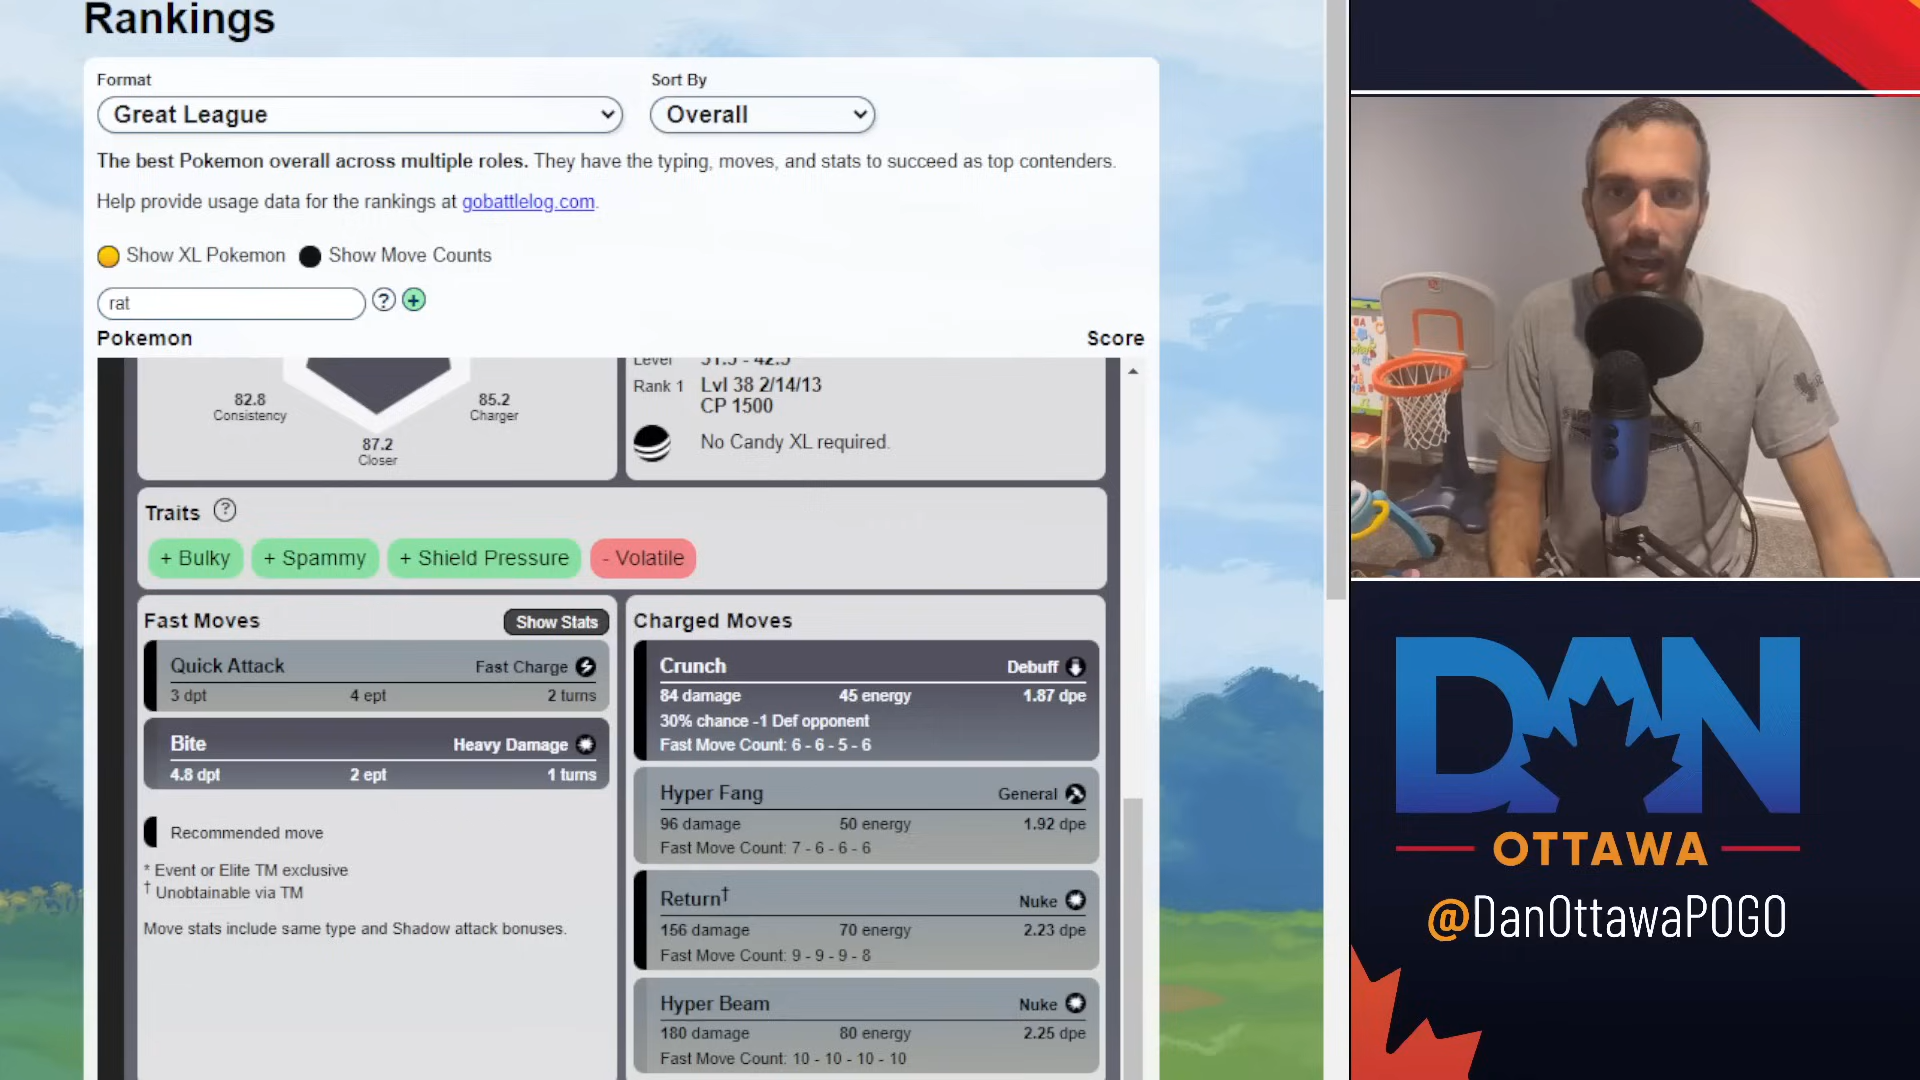 Rankings
Format
Sort By
Great League
Overall
The best Pokemon overall across multiple roles. They have the typing, moves, and stats to succeed as top contenders.
Help provide usage data for the rankings at gobattlelog.com.
Show XL Pokemon
Show Move Counts
rat
?
+
Pokemon
Score
82.8
Consistency
85.2
Charger
87.2
Closer
Rank 1
Lvl 38 2/14/13
CP 1500
No Candy XL required.
Traits ?
+ Bulky
+ Spammy
+ Shield Pressure
- Volatile
Fast Moves
Show Stats
Quick Attack
Fast Charge
3 dpt
4 ept
2 turns
Bite
Heavy Damage
4.8 dpt
2 ept
1 turns
Recommended move
* Event or Elite TM exclusive
† Unobtainable via TM
Move stats include same type and Shadow attack bonuses.
Charged Moves
Crunch
Debuff
84 damage
45 energy
1.87 dpe
30% chance -1 Def opponent
Fast Move Count: 6 - 6 - 5 - 6
Hyper Fang
General
96 damage
50 energy
1.92 dpe
Fast Move Count: 7 - 6 - 6 - 6
Return†
Nuke
156 damage
70 energy
2.23 dpe
Fast Move Count: 9 - 9 - 9 - 8
Hyper Beam
Nuke
180 damage
80 energy
2.25 dpe
Fast Move Count: 10 - 10 - 10 - 10
DAN
OTTAWA
@DanOttawaPOGO